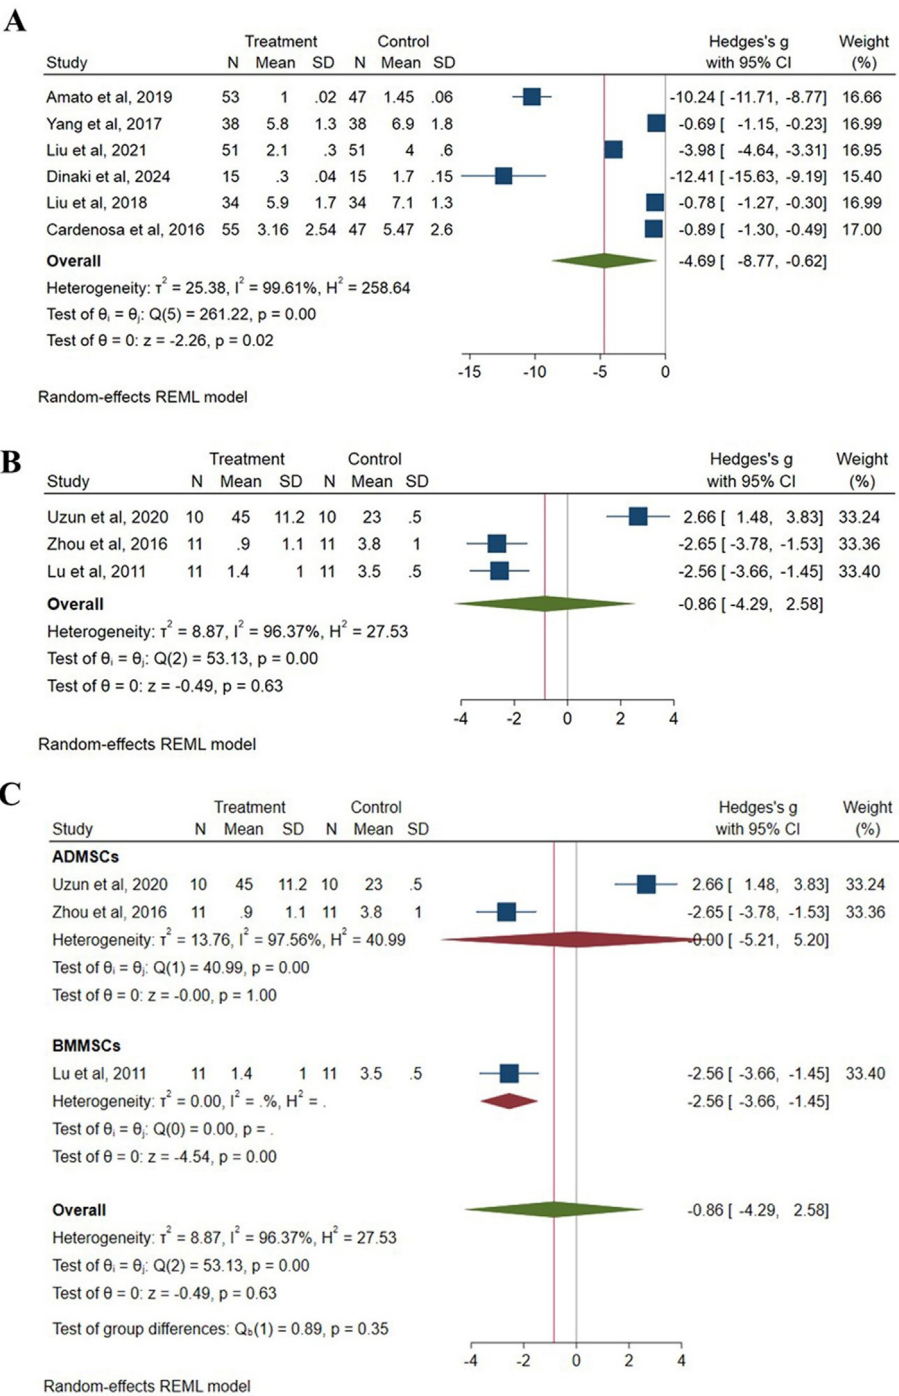 A
Treatment Control Hedges's g Weight
Study N Mean SD N Mean SD with 95% CI (%)
Amato et al, 2019 53 1 .02 47 1.45 .06 -10.24 [ -11.71, -8.77] 16.66
Yang et al, 2017 38 5.8 1.3 38 6.9 1.8 -0.69 [ -1.15, -0.23] 16.99
Liu et al, 2021 51 2.1 .3 51 4 .6 -3.98 [ -4.64, -3.31] 16.95
Dinaki et al, 2024 15 .3 .04 15 1.7 .15 -12.41 [ -15.63, -9.19] 15.40
Liu et al, 2018 34 5.9 1.7 34 7.1 1.3 -0.78 [ -1.27, -0.30] 16.99
Cardenosa et al, 2016 55 3.16 2.54 47 5.47 2.6 -0.89 [ -1.30, -0.49] 17.00
Overall -4.69 [ -8.77, -0.62]
Heterogeneity: τ² = 25.38, I² = 99.61%, H² = 258.64
Test of θᵢ = θⱼ: Q(5) = 261.22, p = 0.00
Test of θ = 0: z = -2.26, p = 0.02
-15 -10 -5 0
Random-effects REML model
B
Treatment Control Hedges's g Weight
Study N Mean SD N Mean SD with 95% CI (%)
Uzun et al, 2020 10 45 11.2 10 23 .5 2.66 [ 1.48, 3.83] 33.24
Zhou et al, 2016 11 .9 1.1 11 3.8 1 -2.65 [ -3.78, -1.53] 33.36
Lu et al, 2011 11 1.4 1 11 3.5 .5 -2.56 [ -3.66, -1.45] 33.40
Overall -0.86 [ -4.29, 2.58]
Heterogeneity: τ² = 8.87, I² = 96.37%, H² = 27.53
Test of θᵢ = θⱼ: Q(2) = 53.13, p = 0.00
Test of θ = 0: z = -0.49, p = 0.63
-4 -2 0 2 4
Random-effects REML model
C
Treatment Control Hedges's g Weight
Study N Mean SD N Mean SD with 95% CI (%)
ADMSCs
Uzun et al, 2020 10 45 11.2 10 23 .5 2.66 [ 1.48, 3.83] 33.24
Zhou et al, 2016 11 .9 1.1 11 3.8 1 -2.65 [ -3.78, -1.53] 33.36
Heterogeneity: τ² = 13.76, I² = 97.56%, H² = 40.99 -0.00 [ -5.21, 5.20]
Test of θᵢ = θⱼ: Q(1) = 40.99, p = 0.00
Test of θ = 0: z = -0.00, p = 1.00
BMMSCs
Lu et al, 2011 11 1.4 1 11 3.5 .5 -2.56 [ -3.66, -1.45] 33.40
Heterogeneity: τ² = 0.00, I² = .%, H² = . -2.56 [ -3.66, -1.45]
Test of θᵢ = θⱼ: Q(0) = 0.00, p = .
Test of θ = 0: z = -4.54, p = 0.00
Overall -0.86 [ -4.29, 2.58]
Heterogeneity: τ² = 8.87, I² = 96.37%, H² = 27.53
Test of θᵢ = θⱼ: Q(2) = 53.13, p = 0.00
Test of θ = 0: z = -0.49, p = 0.63
Test of group differences: Q_b(1) = 0.89, p = 0.35
-4 -2 0 2 4
Random-effects REML model